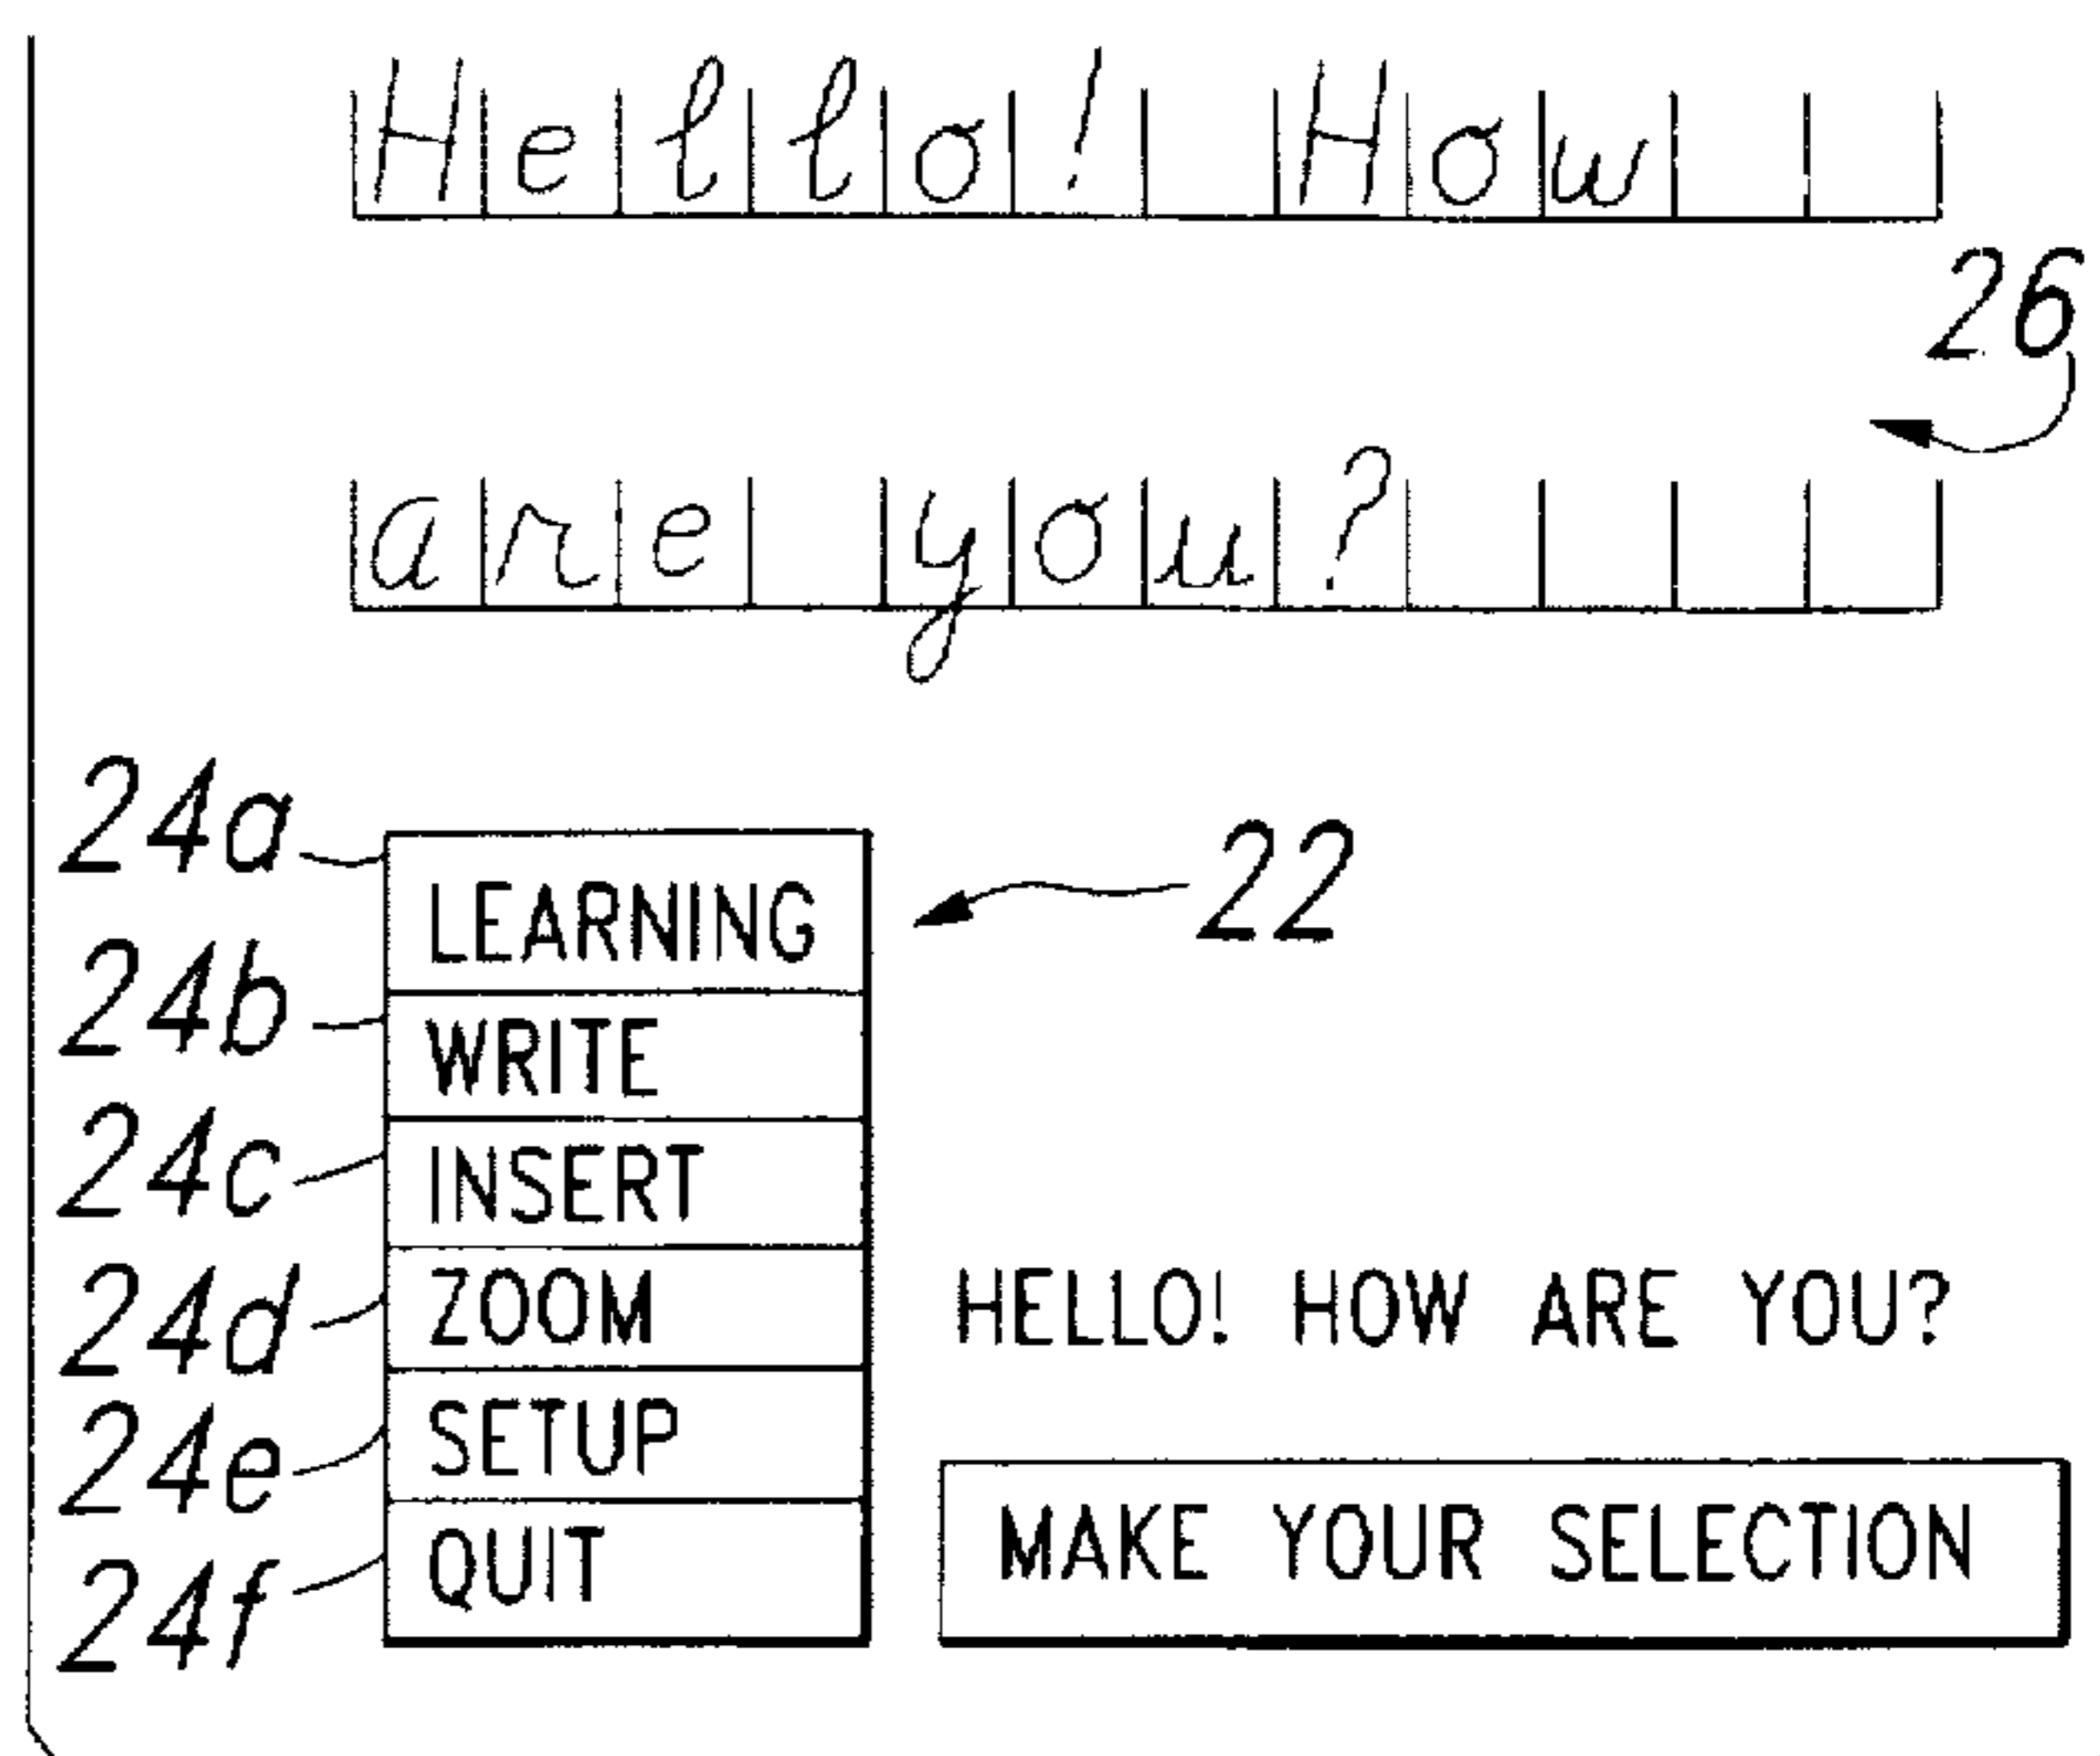 Hello! How
26
are you?
24a
LEARNING
22
24b
WRITE
24c
INSERT
24d
ZOOM
HELLO! HOW ARE YOU?
24e
SETUP
MAKE YOUR SELECTION
24f
QUIT